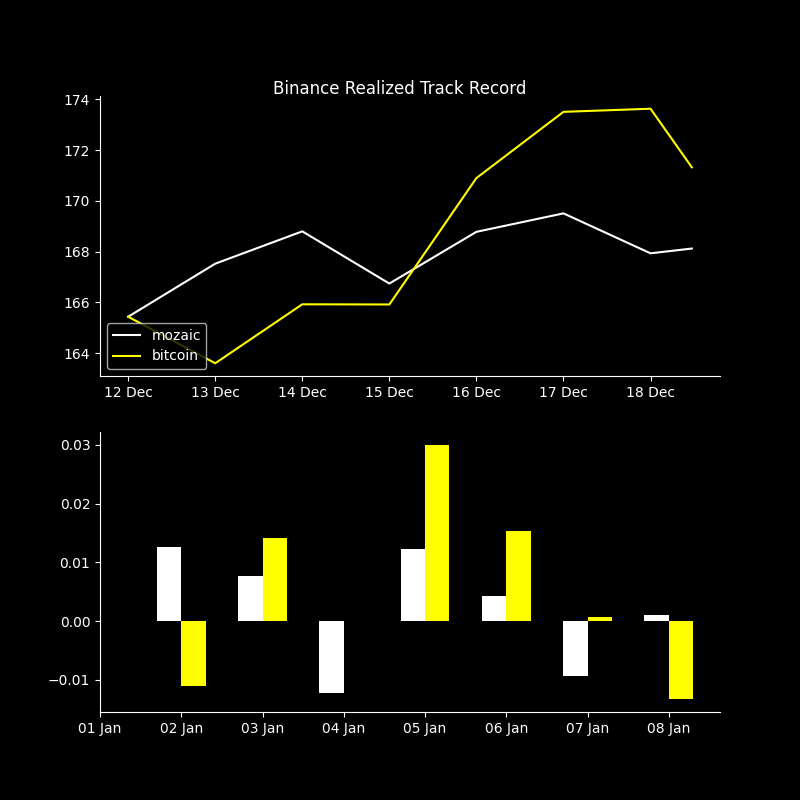 Binance Realized Track Record
174
172
170
168
166
164
mozaic
bitcoin
12 Dec 13 Dec 14 Dec 15 Dec 16 Dec 17 Dec 18 Dec
0.03
0.02
0.01
0.00
−0.01
01 Jan 02 Jan 03 Jan 04 Jan 05 Jan 06 Jan 07 Jan 08 Jan